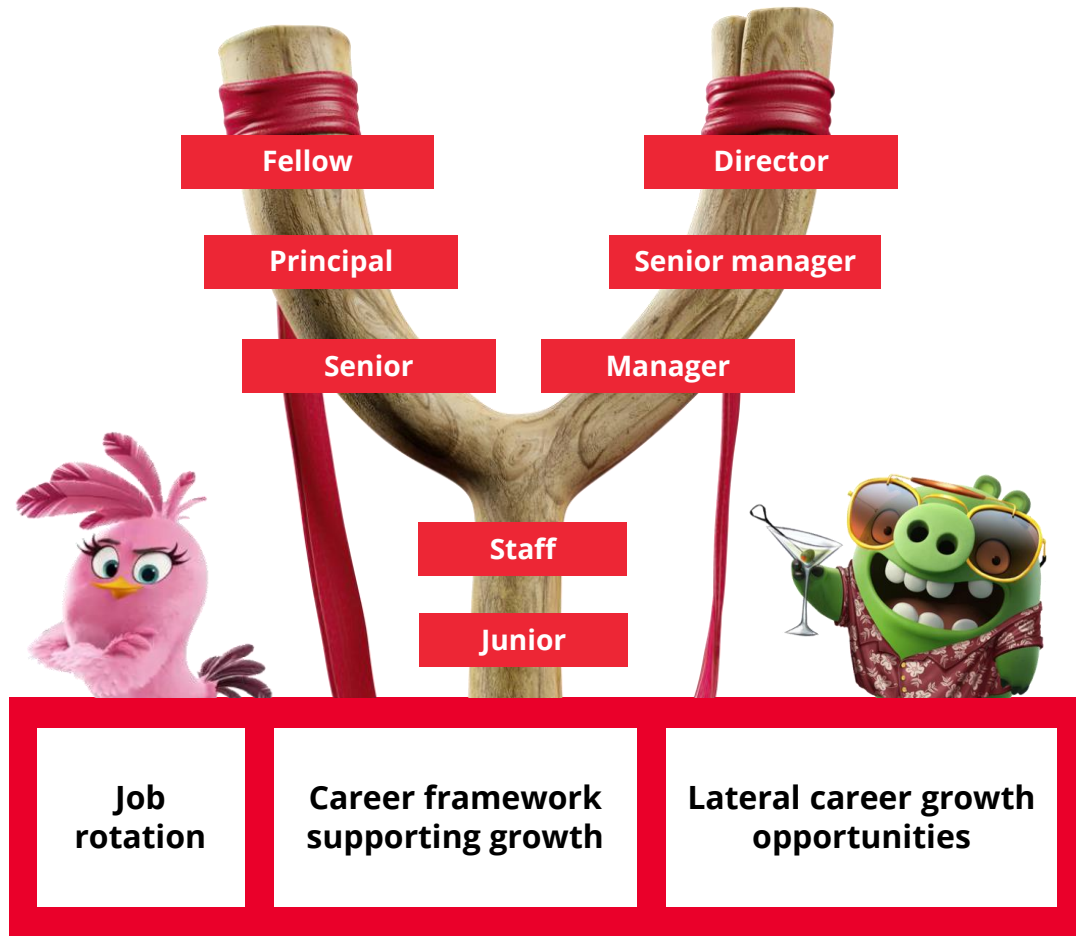 Fellow
Director
Principal
Senior manager
Senior
Manager
Staff
Junior
Job
rotation
Career framework
supporting growth
Lateral career growth
opportunities